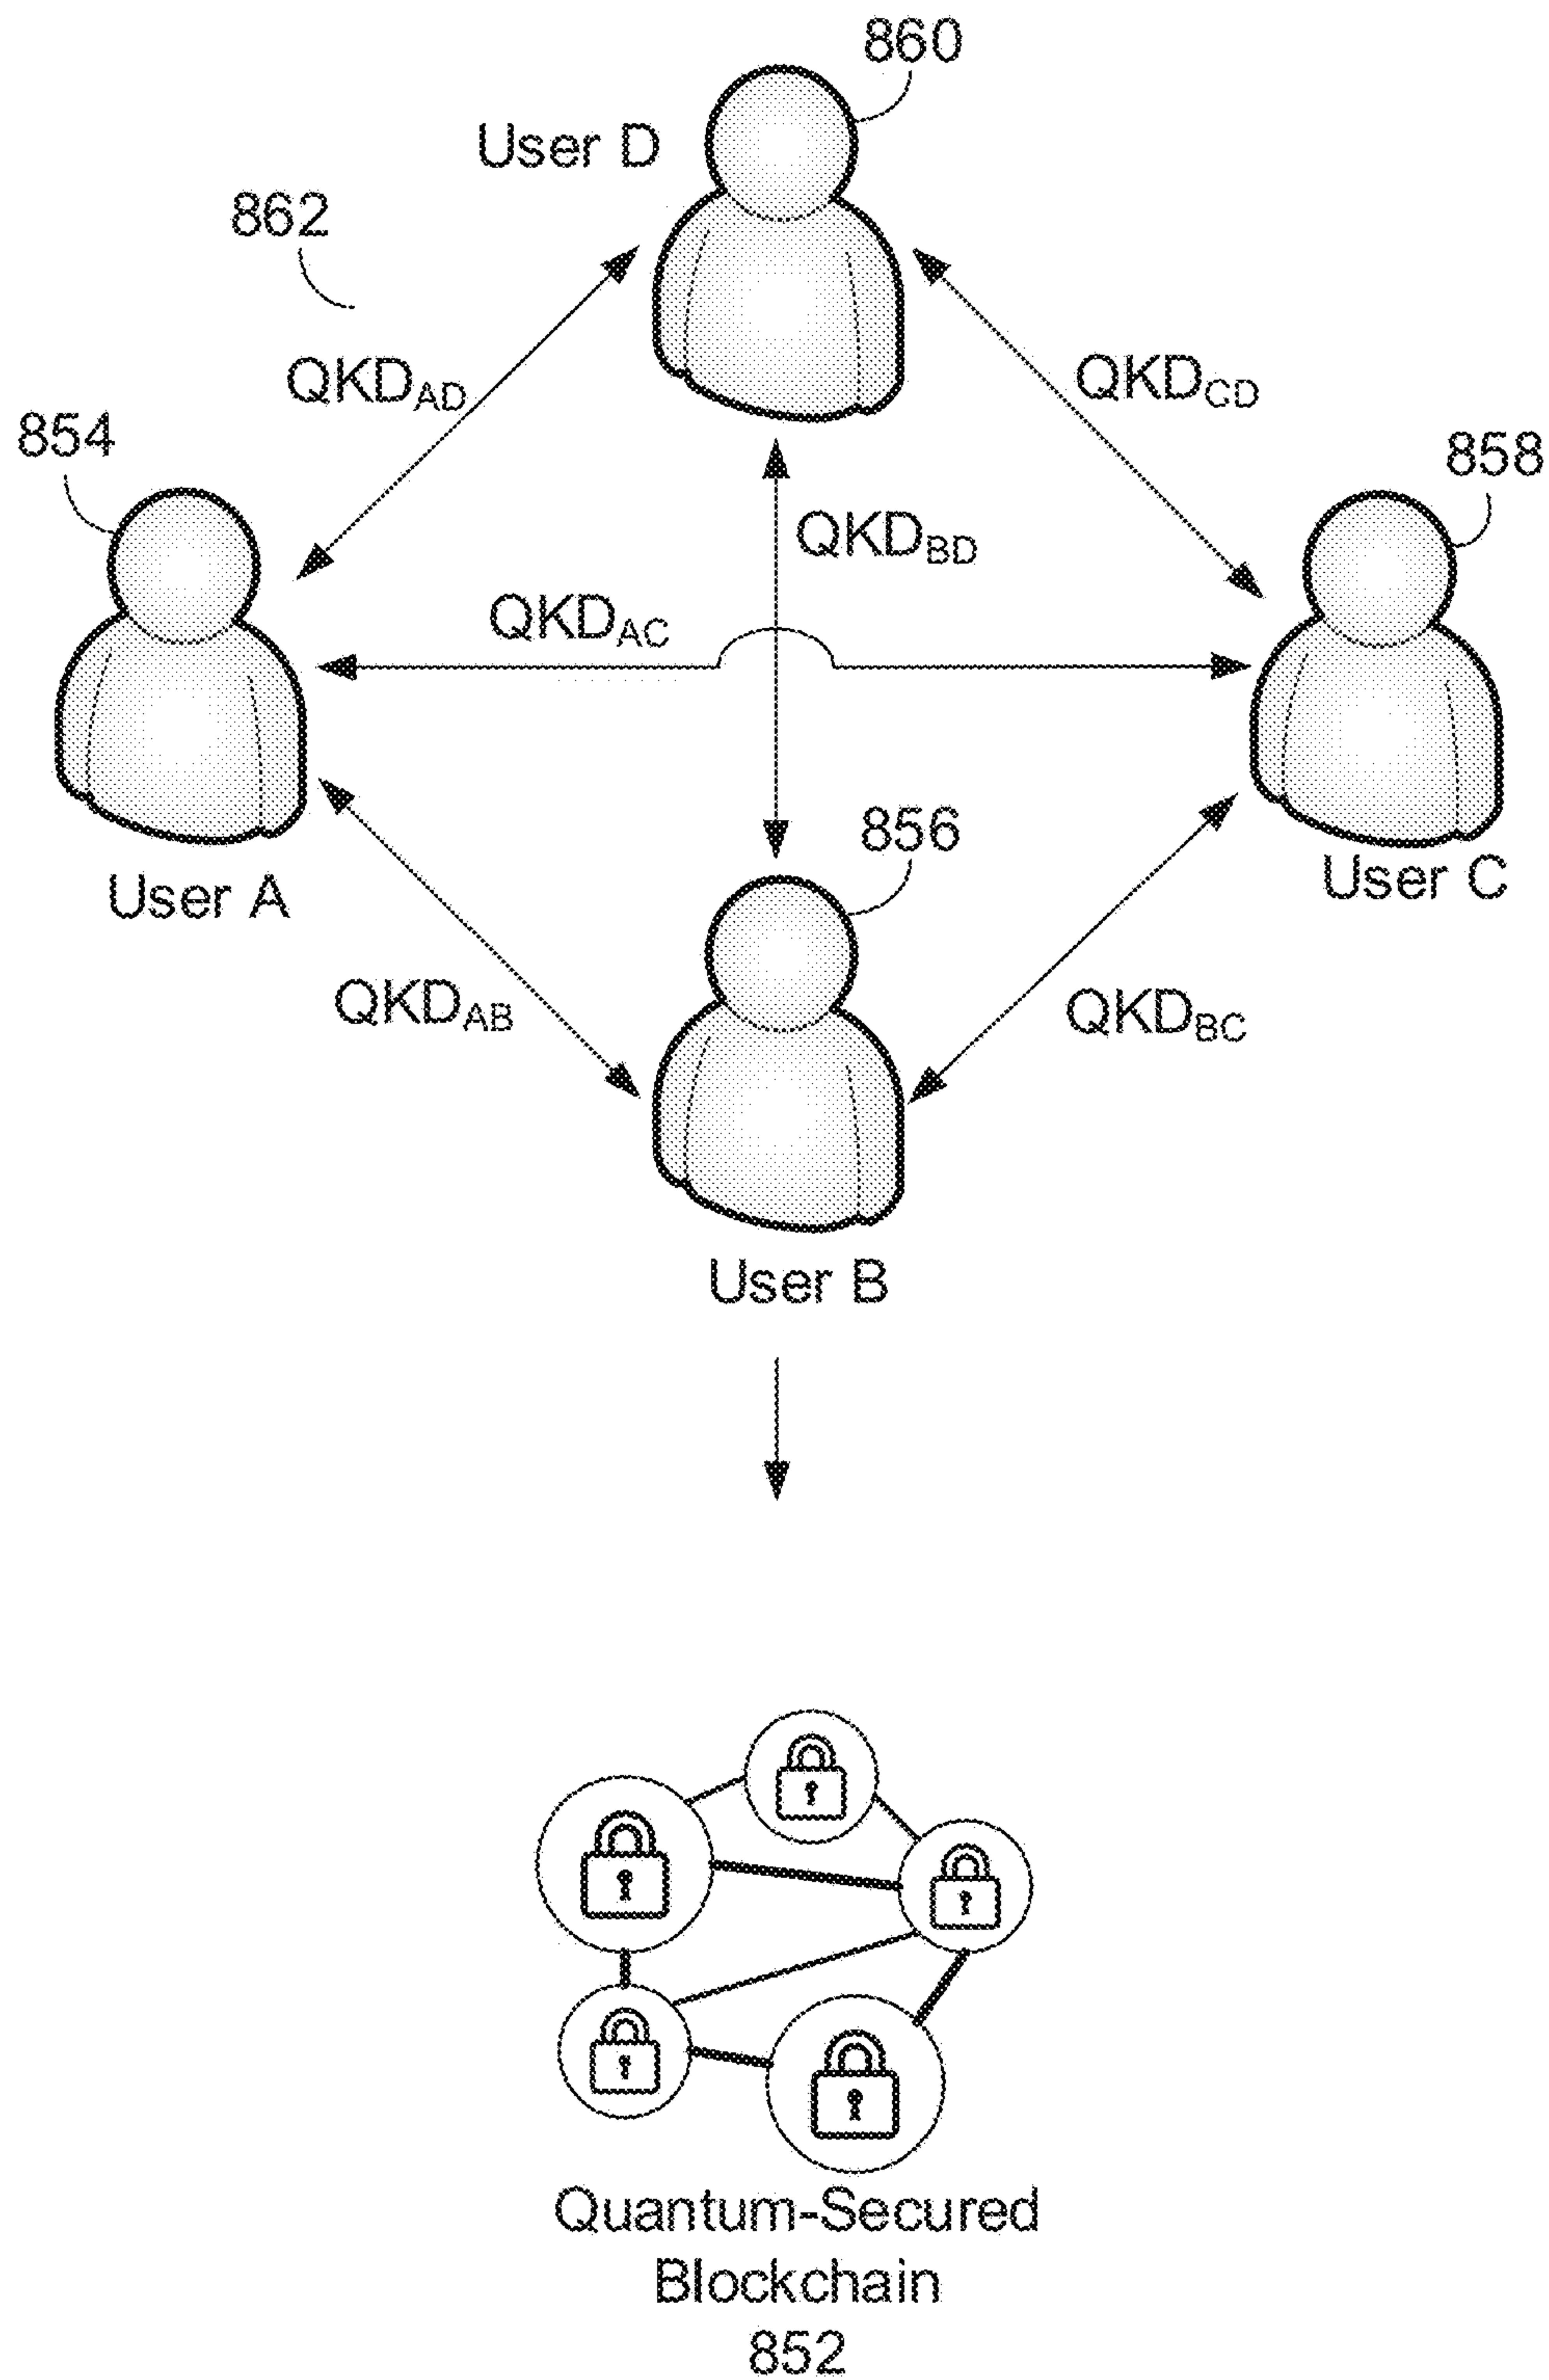 860
User D
862
QKDAD
QKDCD
854
858
QKDBD
QKDAC
856
User A
User C
QKDAB
QKDBC
User B
Quantum-Secured
Blockchain
852